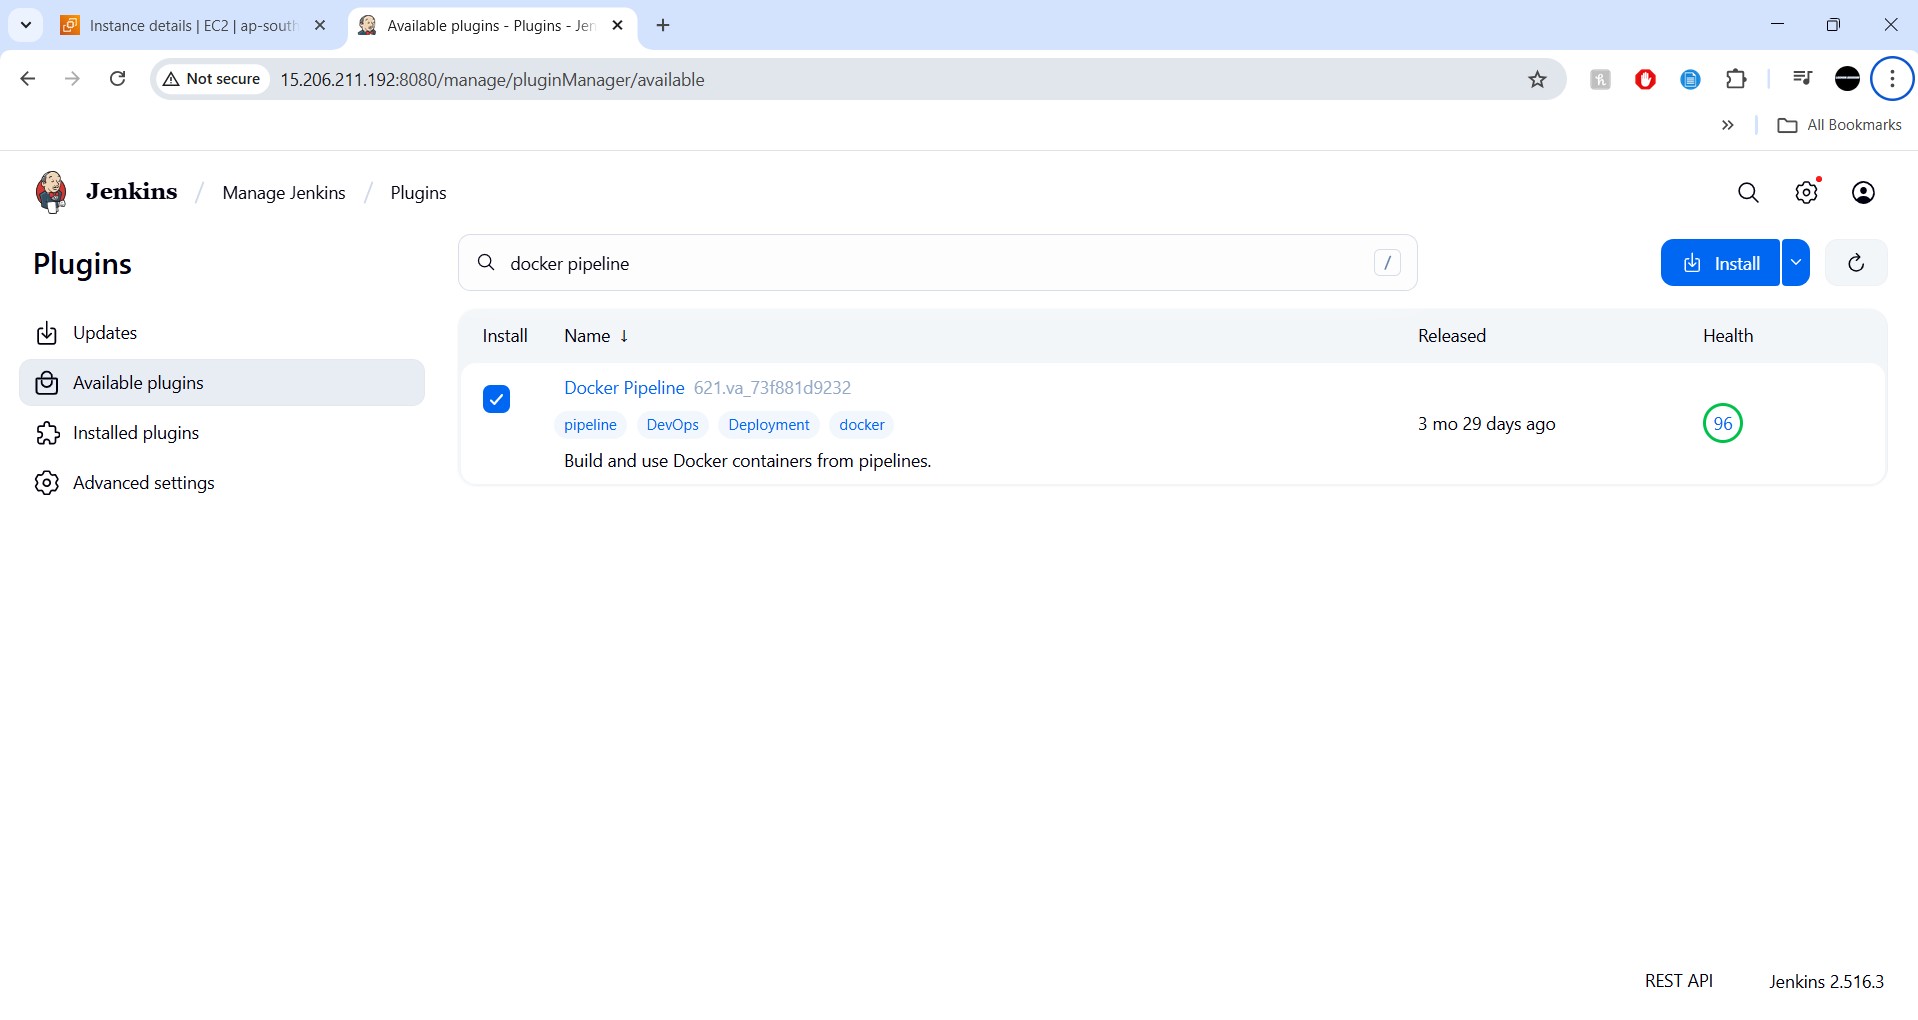 Instance details | EC2 | ap-south
Available plugins - Plugins - Jen
Not secure
15.206.211.192:8080/manage/pluginManager/available
All Bookmarks
Jenkins / Manage Jenkins / Plugins
Plugins
docker pipeline
/
Install
Updates
Available plugins
Installed plugins
Advanced settings
Install Name ↓ Released Health
Docker Pipeline 621.va_73f881d9232
pipeline DevOps Deployment docker
Build and use Docker containers from pipelines.
3 mo 29 days ago
96
REST API Jenkins 2.516.3